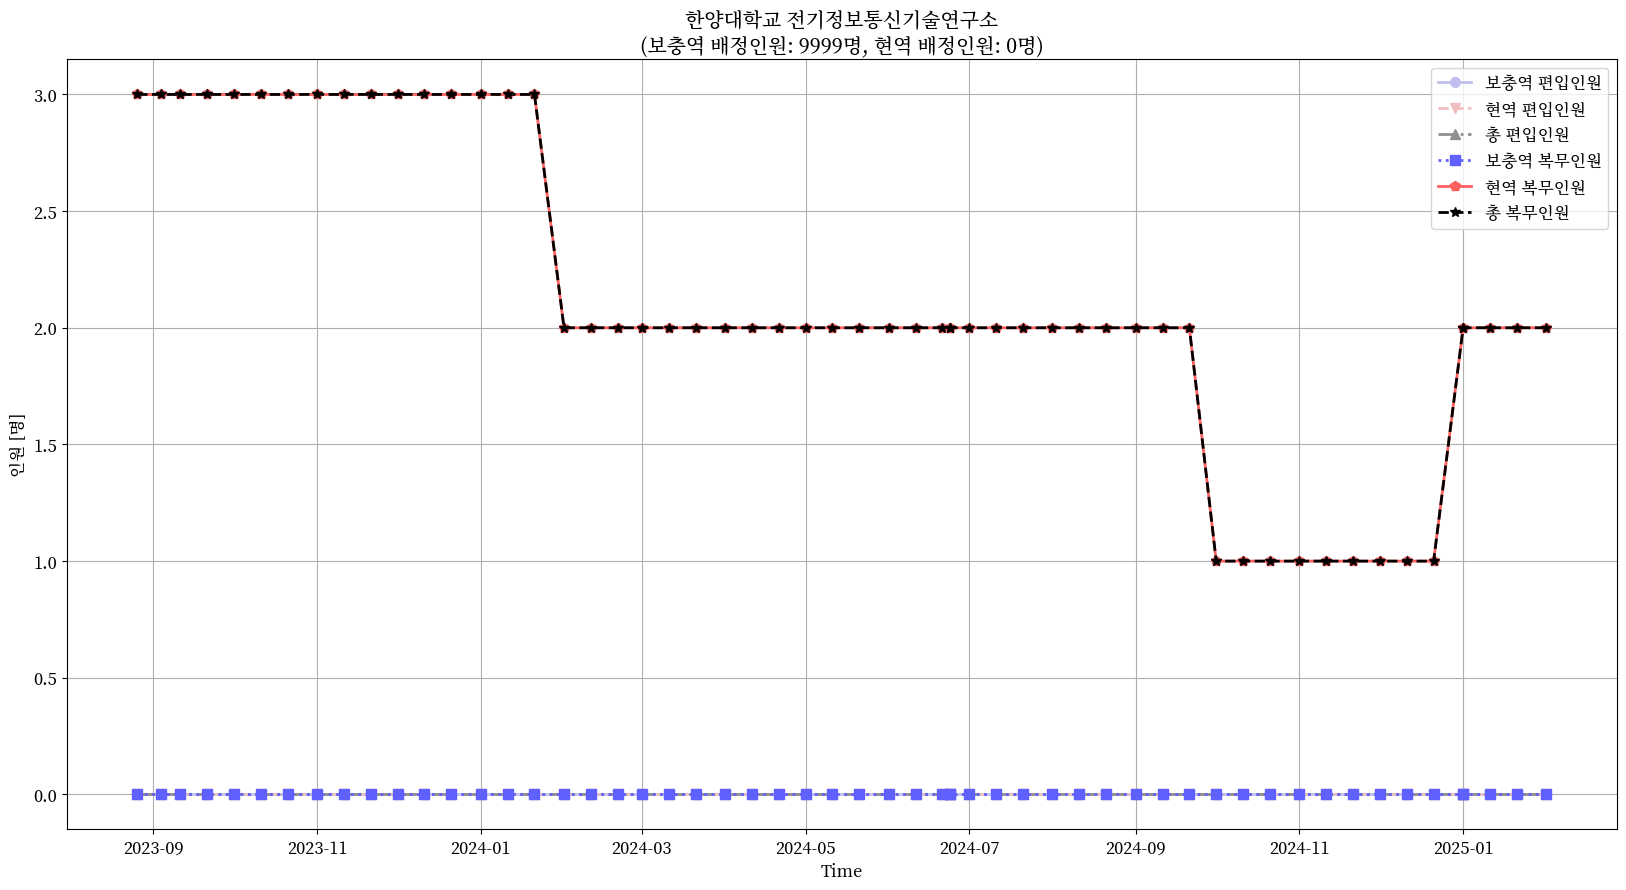 한양대학교 전기정보통신기술연구소
(보충역 배정인원: 9999명, 현역 배정인원: 0명)
보충역 편입인원
현역 편입인원
총 편입인원
보충역 복무인원
현역 복무인원
총 복무인원
인원 [명]
3.0
2.5
2.0
1.5
1.0
0.5
0.0
2023-09
2023-11
2024-01
2024-03
2024-05
2024-07
2024-09
2024-11
2025-01
Time